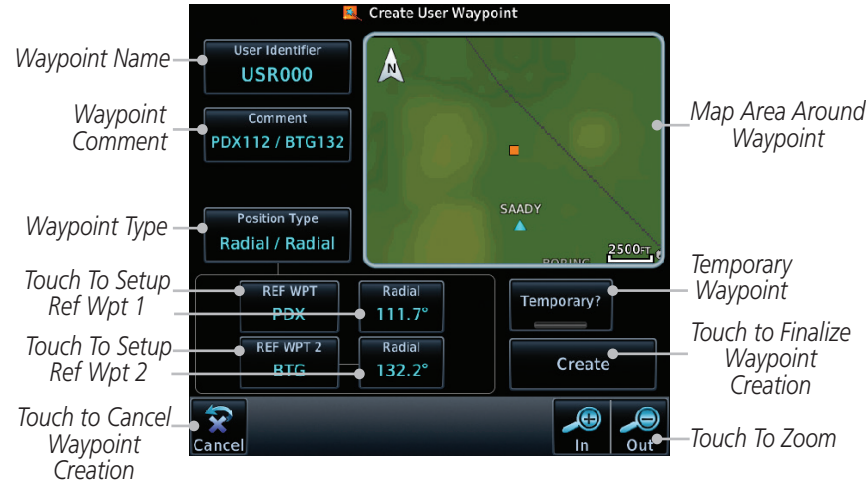 Create User Waypoint
Waypoint Name
User Identifier
USR000
N
Waypoint
Comment
Comment
PDX112 / BTG132
Map Area Around
Waypoint
Waypoint Type
Position Type
Radial / Radial
SAADY
2500FT
BORING
Touch To Setup
Ref Wpt 1
REF WPT
PDX
Radial
111.7°
Temporary?
Temporary
Waypoint
Touch To Setup
Ref Wpt 2
REF WPT 2
BTG
Radial
132.2°
Create
Touch to Finalize
Waypoint
Creation
Touch to Cancel
Waypoint
Creation
Cancel
In
Out
Touch To Zoom